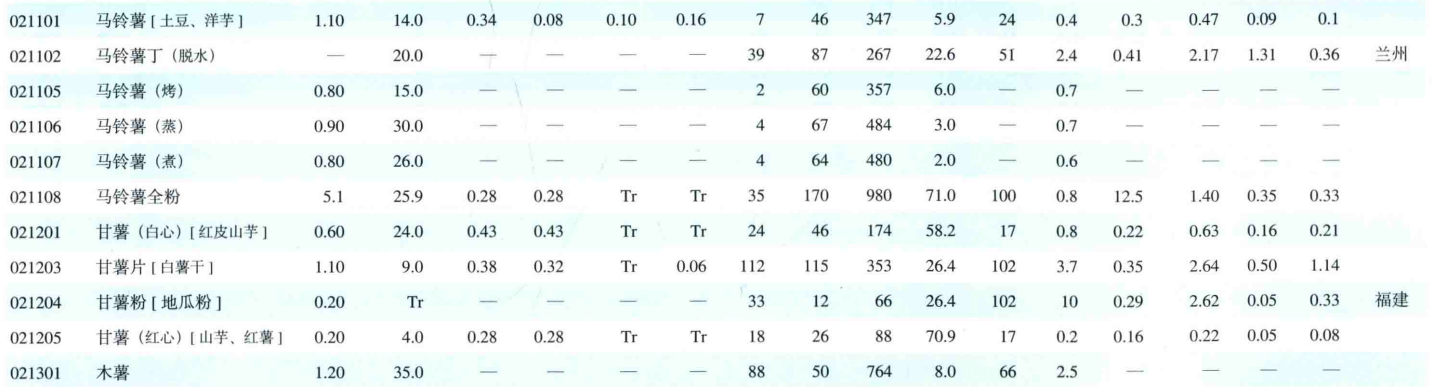 021101 马铃薯[土豆、洋芋] 1.10 14.0 0.34 0.08 0.10 0.16 7 46 347 5.9 24 0.4 0.3 0.47 0.09 0.1
021102 马铃薯丁(脱水) — 20.0 — — — — 39 87 267 22.6 51 2.4 0.41 2.17 1.31 0.36 兰州
021105 马铃薯(烤) 0.80 15.0 — — — — 2 60 357 6.0 — 0.7 — — — —
021106 马铃薯(蒸) 0.90 30.0 — — — — 4 67 484 3.0 — 0.7 — — — —
021107 马铃薯(煮) 0.80 26.0 — — — — 4 64 480 2.0 — 0.6 — — — —
021108 马铃薯全粉 5.1 25.9 0.28 0.28 Tr Tr 35 170 980 71.0 100 0.8 12.5 1.40 0.35 0.33
021201 甘薯(白心)[红皮山芋] 0.60 24.0 0.43 0.43 Tr Tr 24 46 174 58.2 17 0.8 0.22 0.63 0.16 0.21
021203 甘薯片[白薯干] 1.10 9.0 0.38 0.32 Tr 0.06 112 115 353 26.4 102 3.7 0.35 2.64 0.50 1.14
021204 甘薯粉[地瓜粉] 0.20 Tr — — — — 33 12 66 26.4 102 10 0.29 2.62 0.05 0.33 福建
021205 甘薯(红心)[山芋、红薯] 0.20 4.0 0.28 0.28 Tr Tr 18 26 88 70.9 17 0.2 0.16 0.22 0.05 0.08
021301 木薯 1.20 35.0 — — — — 88 50 764 8.0 66 2.5 — — — —